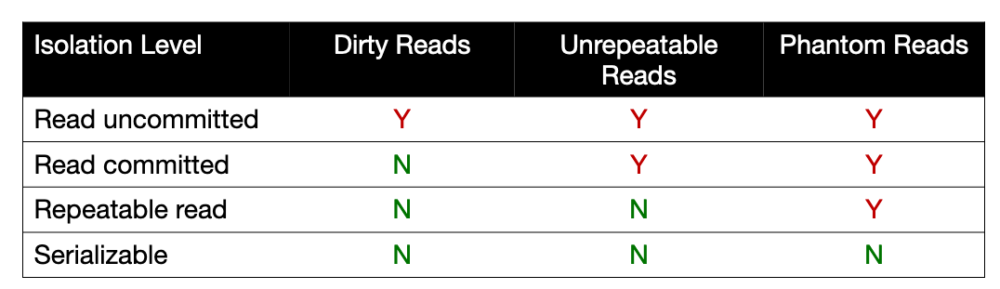 Isolation Level Dirty Reads Unrepeatable Reads Phantom Reads
Read uncommitted Y Y Y
Read committed N Y Y
Repeatable read N N Y
Serializable N N N